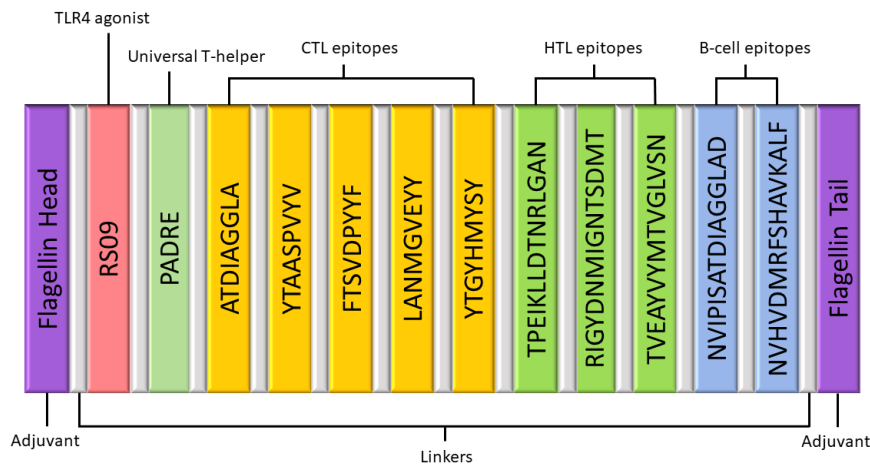 TLR4 agonist
Universal T-helper
CTL epitopes
HTL epitopes
B-cell epitopes
Flagellin Head
RS09
PADRE
ATDIAGGLA
YTAASPVYV
FTSVDPYYF
LANMGVEYY
YTGYHMYSY
TPEIKLLDTNRLGAN
RIGYDNMIGNTSDMT
TVEAYVYMTVGLVSN
NVIPISATDIAGGLAD
NVHVDMRFSHAVKALF
Flagellin Tail
Adjuvant
Linkers
Adjuvant